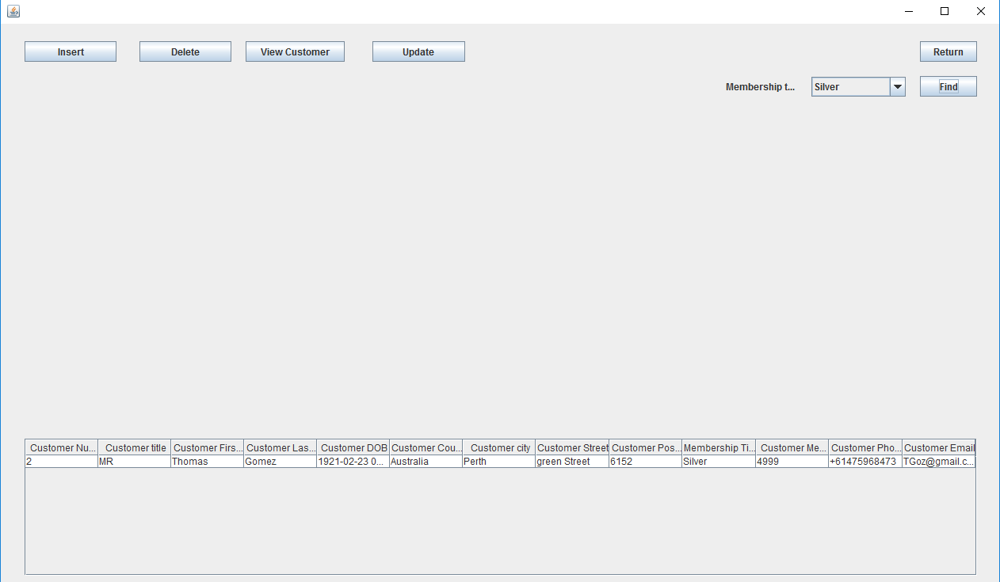 Insert Delete View Customer Update Return
Membership t... Silver Find
Customer Nu... Customer title Customer Firs... Customer Las... Customer DOB Customer Cou... Customer city Customer Street Customer Pos... Membership Ti... Customer Me... Customer Pho... Customer Email
2 MR Thomas Gomez 1921-02-23 0... Australia Perth green Street 6152 Silver 4999 +61475968473 TGoz@gmail.c...